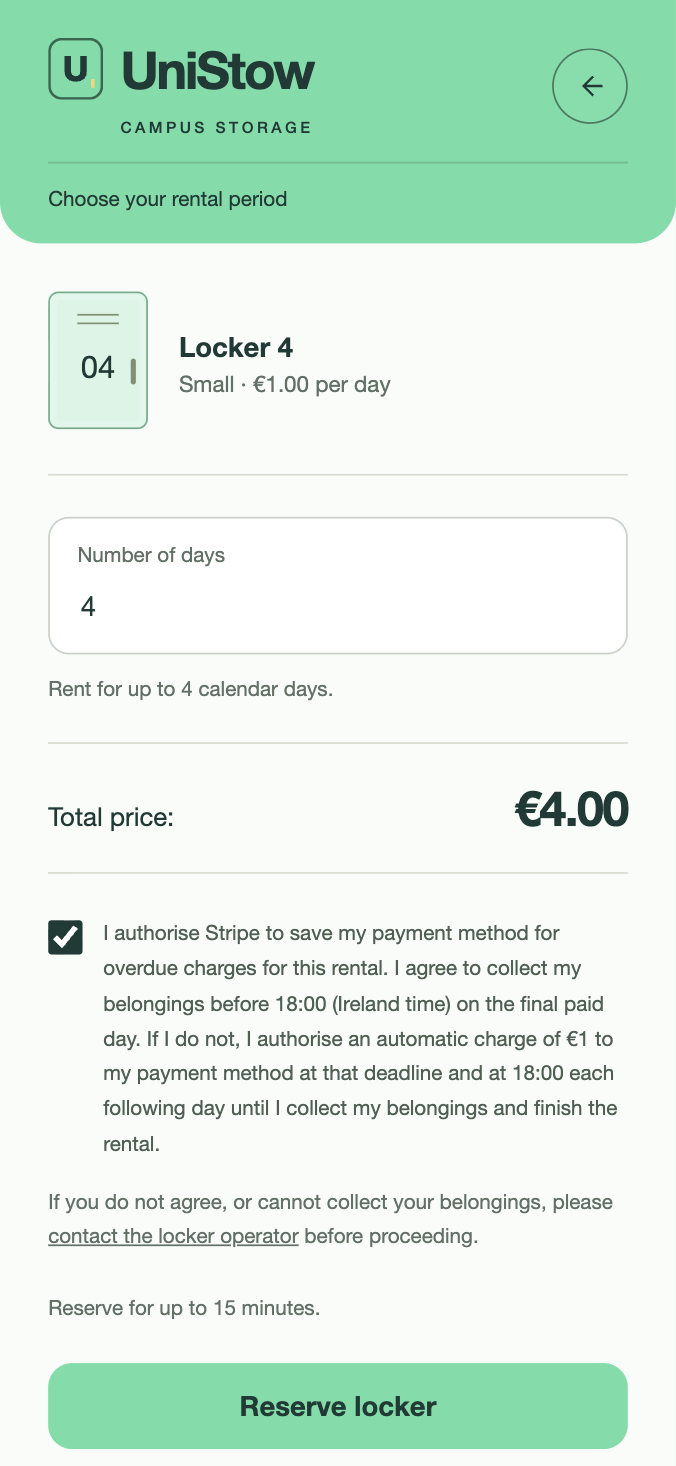 U.
UniStow
CAMPUS STORAGE
Choose your rental period
04
Locker 4
Small · €1.00 per day
Number of days
4
Rent for up to 4 calendar days.
Total price:
€4.00
I authorise Stripe to save my payment method for
overdue charges for this rental. I agree to collect my
belongings before 18:00 (Ireland time) on the final paid
day. If I do not, I authorise an automatic charge of €1 to
my payment method at that deadline and at 18:00 each
following day until I collect my belongings and finish the
rental.
If you do not agree, or cannot collect your belongings, please
contact the locker operator before proceeding.
Reserve for up to 15 minutes.
Reserve locker